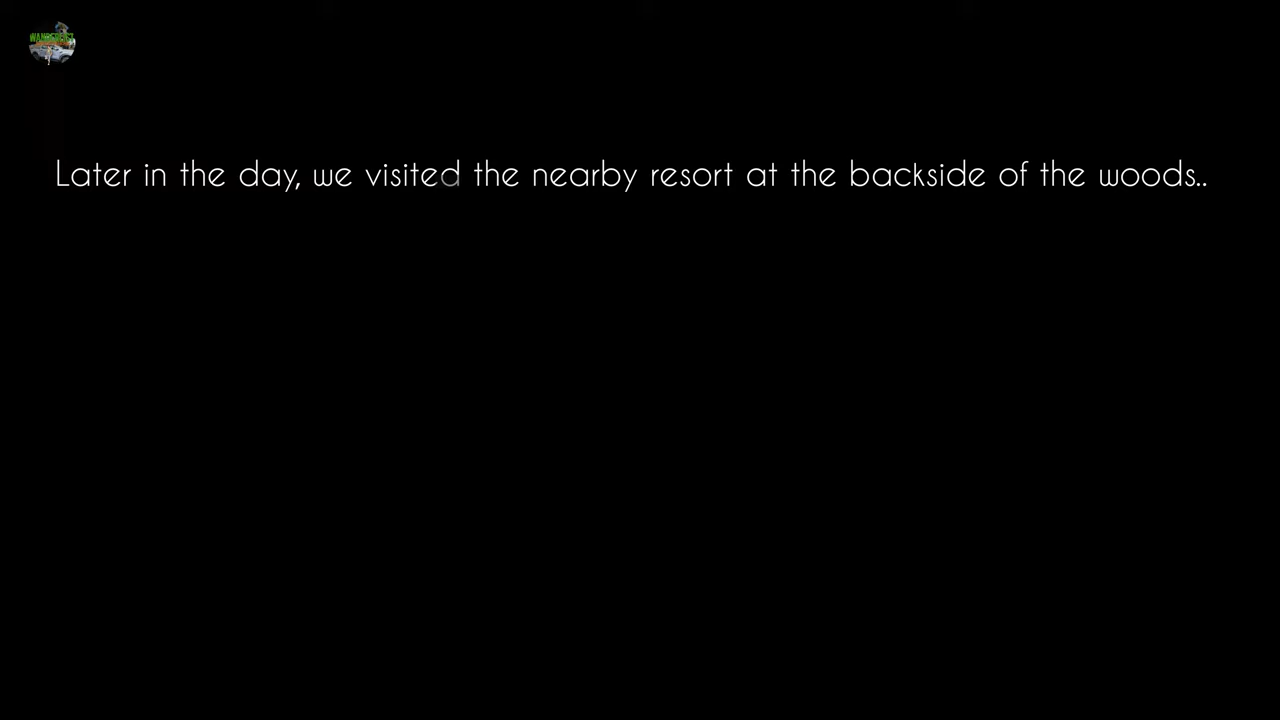 Later in the day, we visited the nearby resort at the backside of the woods..